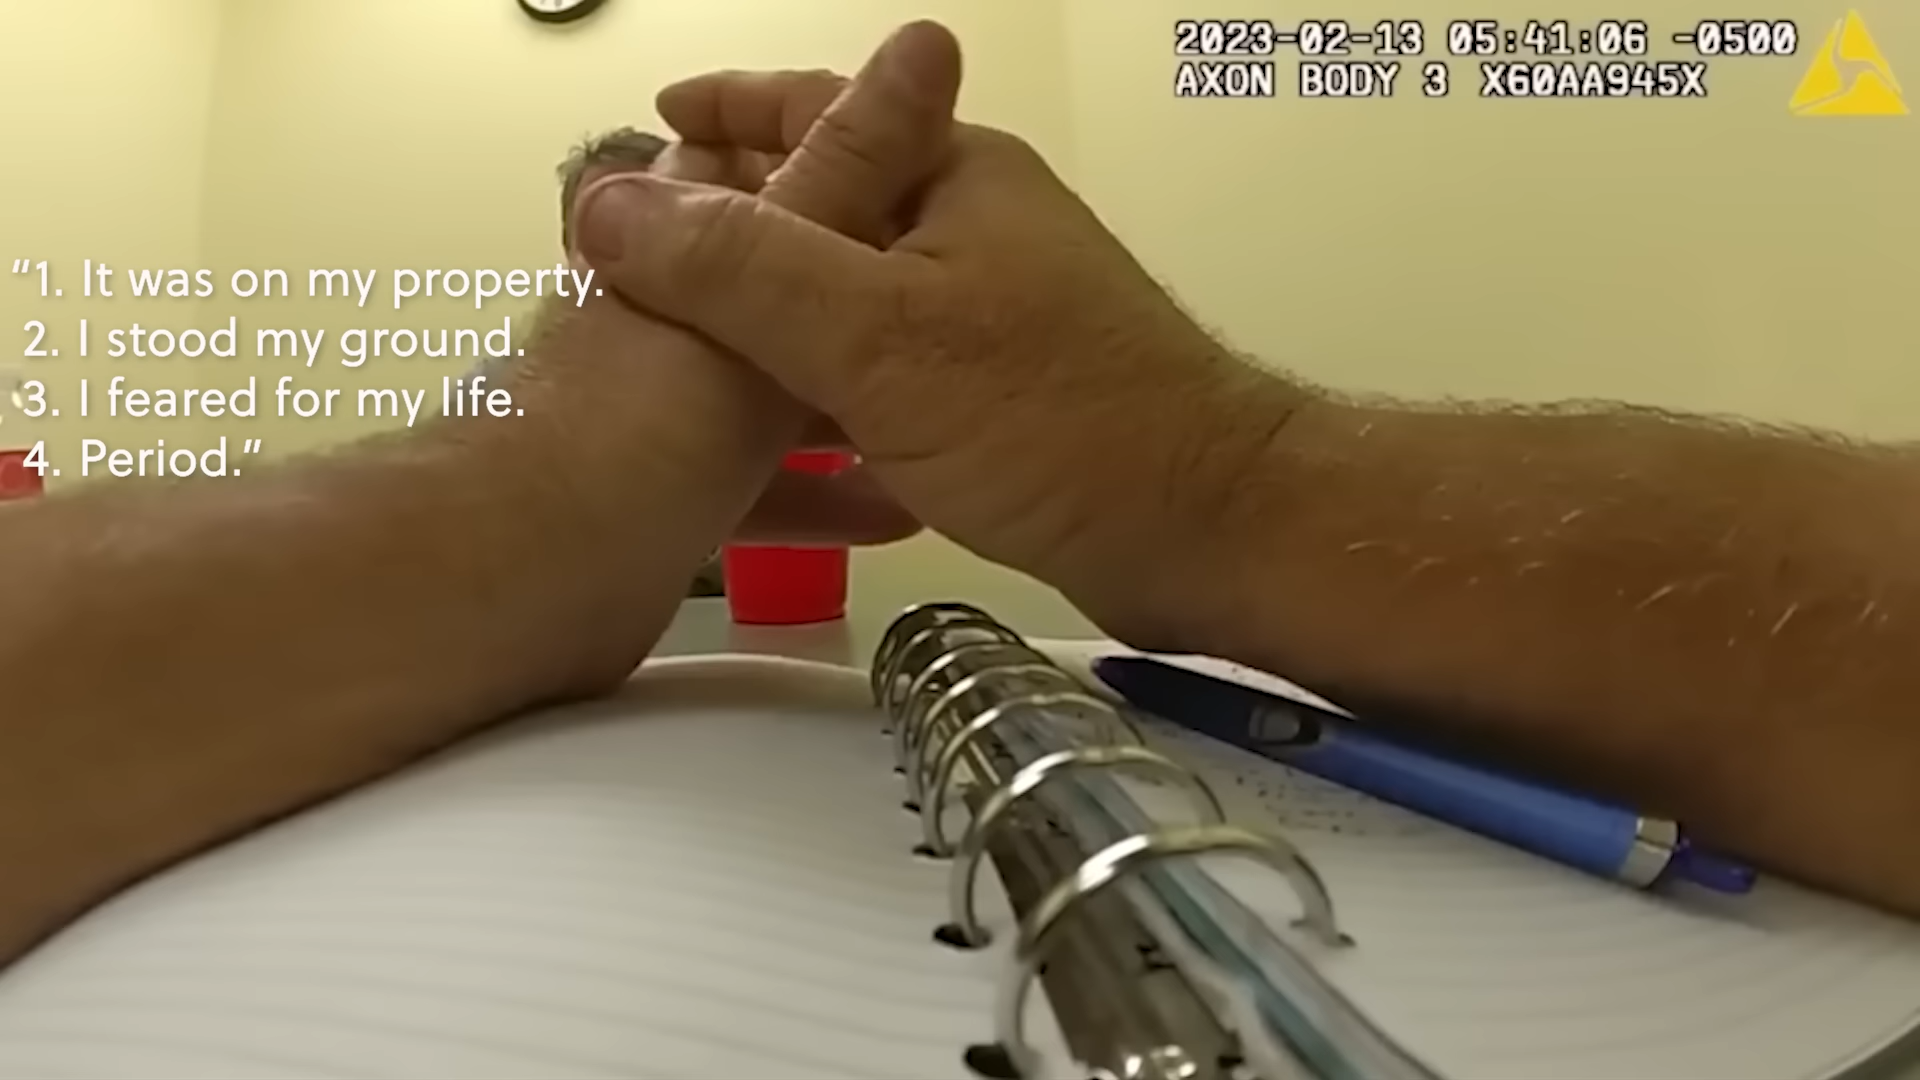 2023-02-13 05:41:06 -0500
AXON BODY 3 X60AA945X
“1. It was on my property.
2. I stood my ground.
3. I feared for my life.
4. Period.”